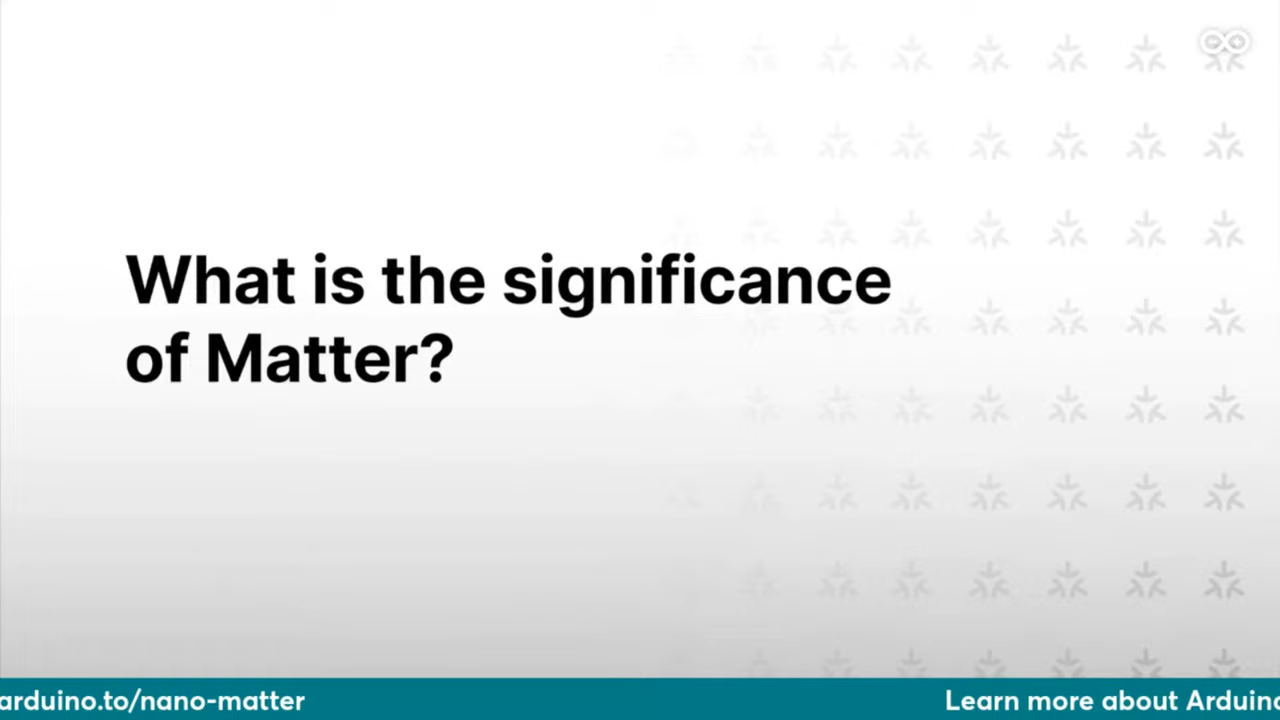 What is the significance
of Matter?
arduino.to/nano-matter
Learn more about Arduino